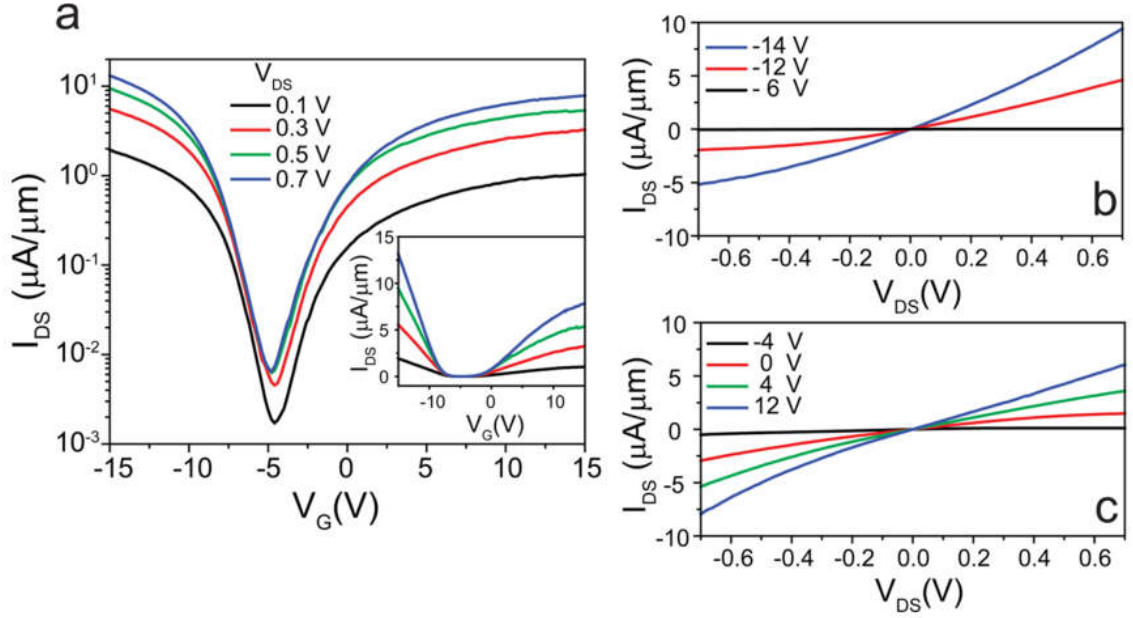 a
I_DS (μA/μm)
10¹
10⁰
10⁻¹
10⁻²
10⁻³
V_DS
0.1 V
0.3 V
0.5 V
0.7 V
-15 -10 -5 0 5 10 15
V_G(V)
I_DS (μA/μm)
15
10
5
0
-10 0 10
V_G(V)
I_DS (μA/μm)
10
5
0
-5
-10
-14 V
-12 V
- 6 V
b
-0.6 -0.4 -0.2 0.0 0.2 0.4 0.6
V_DS(V)
I_DS (μA/μm)
10
5
0
-5
-10
-4 V
0 V
4 V
12 V
c
-0.6 -0.4 -0.2 0.0 0.2 0.4 0.6
V_DS(V)